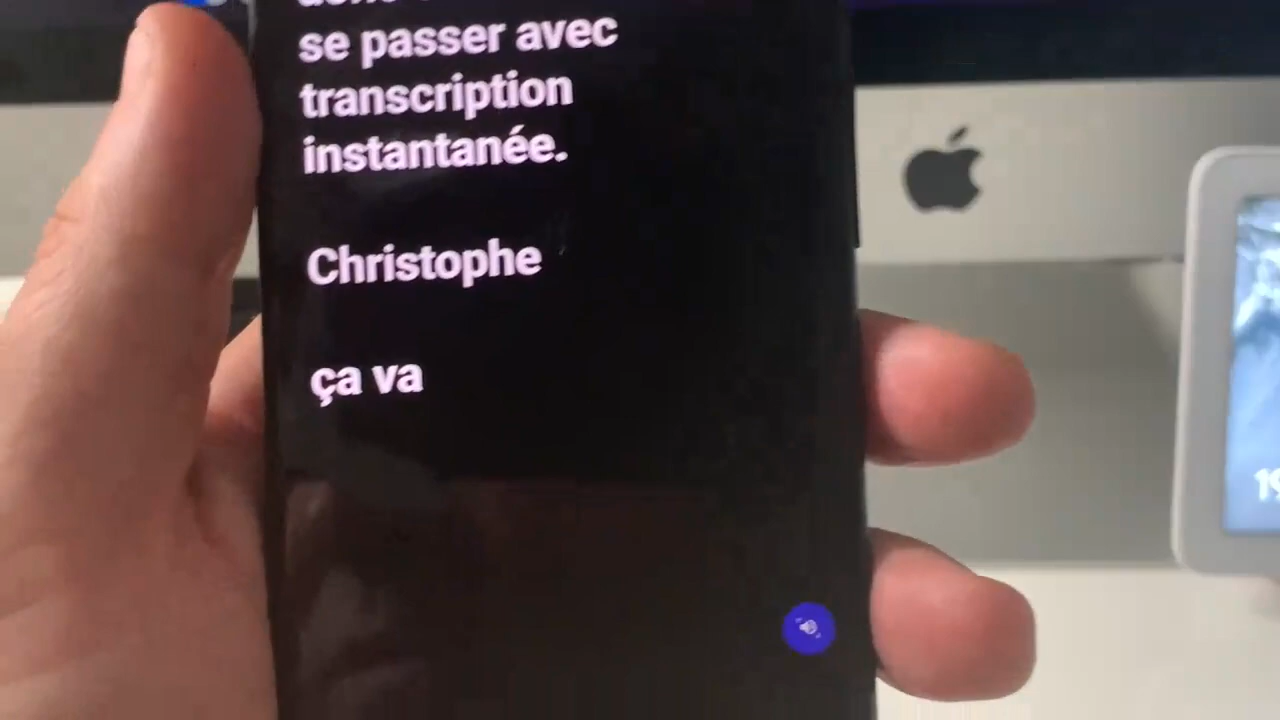 se passer avec
transcription
instantanée.
Christophe
ça va